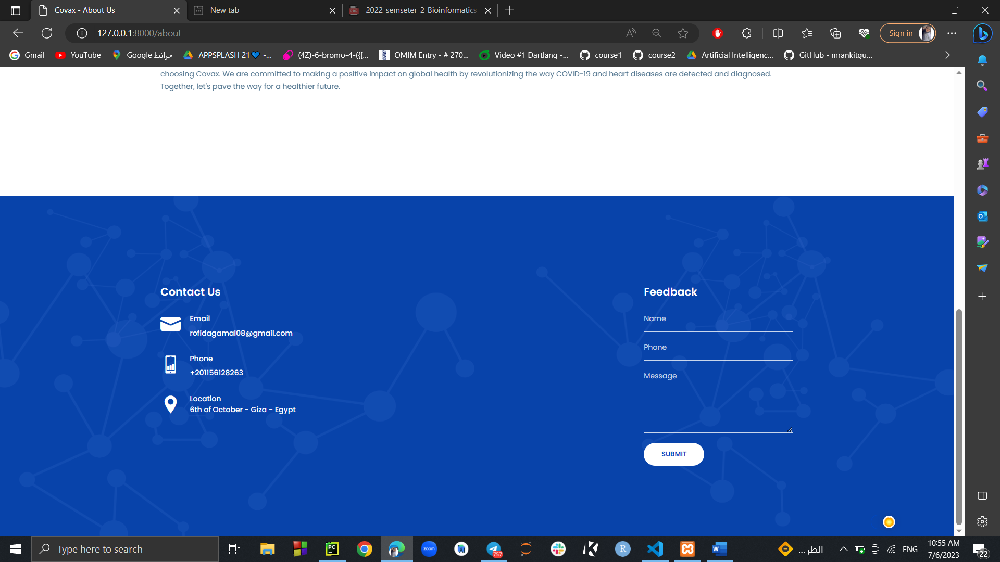 Covax - About Us
New tab
2022_semseter_2_Bioinformatics_
127.0.0.1:8000/about
Sign in
Gmail
YouTube
Google خرائط
APPSPLASH 21💙 -...
(4Z)-6-bromo-4-({[...
OMIM Entry - # 270...
Video #1 Dartlang -...
course1
course2
Artificial Intelligenc...
GitHub - mrankitgu...
choosing Covax. We are committed to making a positive impact on global health by revolutionizing the way COVID-19 and heart diseases are detected and diagnosed.
Together, let's pave the way for a healthier future.
Contact Us
Email
rofidagamal08@gmail.com
Phone
+201156128263
Location
6th of October - Giza - Egypt
Feedback
Name
Phone
Message
SUBMIT
Type here to search
PC
zoom
757
R
W
الطر...
ENG
10:55 AM
7/6/2023
22